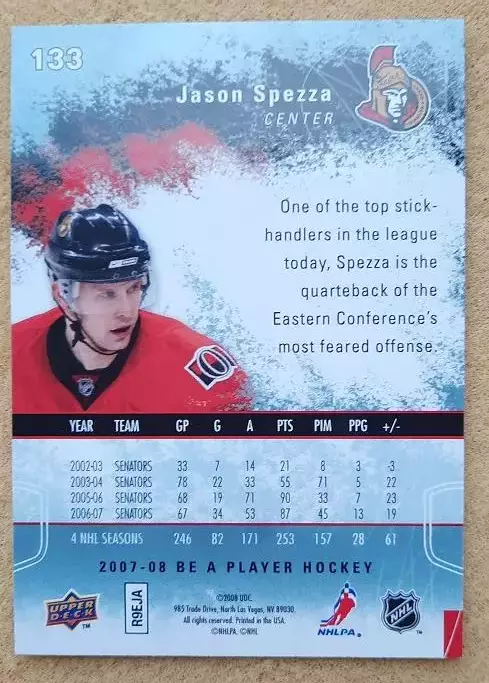 133
Jason Spezza
CENTER
One of the top stick-
handlers in the league
today, Spezza is the
quarteback of the
Eastern Conference's
most feared offense.
YEAR TEAM GP G A PTS PIM PPG +/-
2002-03 SENATORS 33 7 14 21 8 3 -3
2003-04 SENATORS 78 22 33 55 71 5 22
2005-06 SENATORS 68 19 71 90 33 7 23
2006-07 SENATORS 67 34 53 87 45 13 19
4 NHL SEASONS 246 82 171 253 157 28 61
2007-08 BE A PLAYER HOCKEY
UPPER
DECK
TM
R9EJA
©2008 UDC.
985 Trade Drive, North Las Vegas, NV 89030.
All rights reserved. Printed in the USA.
©NHLPA. ©NHL
NHLPA.
NHL
TM